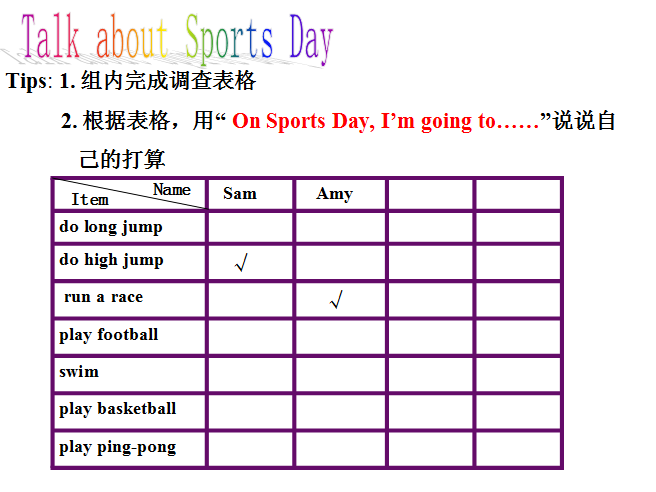 Talk about Sports Day
Tips: 1. 组内完成调查表格
2. 根据表格，用“ On Sports Day, I’m going to……”说说自
己的打算
Name
Item
Sam
Amy
do long jump
do high jump √
run a race √
play football
swim
play basketball
play ping-pong